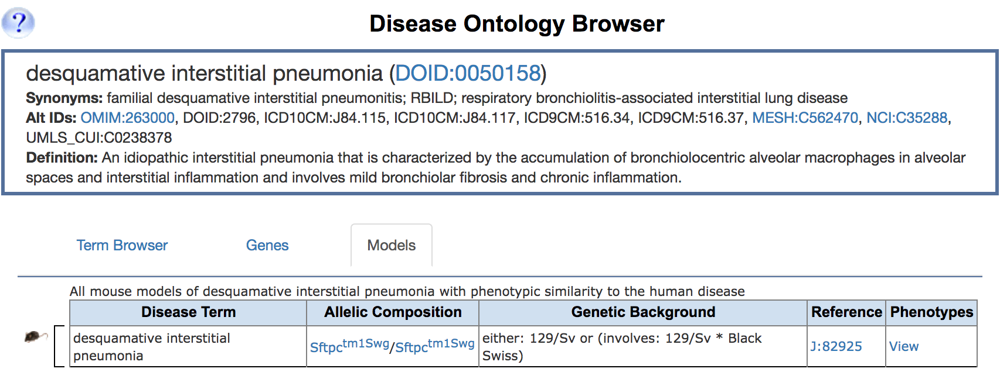 ?
Disease Ontology Browser
desquamative interstitial pneumonia (DOID:0050158)
Synonyms: familial desquamative interstitial pneumonitis; RBILD; respiratory bronchiolitis-associated interstitial lung disease
Alt IDs: OMIM:263000, DOID:2796, ICD10CM:J84.115, ICD10CM:J84.117, ICD9CM:516.34, ICD9CM:516.37, MESH:C562470, NCI:C35288,
UMLS_CUI:C0238378
Definition: An idiopathic interstitial pneumonia that is characterized by the accumulation of bronchiolocentric alveolar macrophages in alveolar
spaces and interstitial inflammation and involves mild bronchiolar fibrosis and chronic inflammation.
Term Browser Genes Models
All mouse models of desquamative interstitial pneumonia with phenotypic similarity to the human disease
Disease Term Allelic Composition Genetic Background Reference Phenotypes
desquamative interstitial
pneumonia
Sftpctm1Swg/Sftpctm1Swg
either: 129/Sv or (involves: 129/Sv * Black
Swiss)
J:82925
View